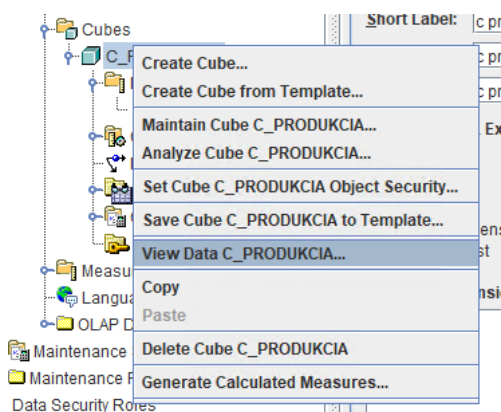 Cubes
Short Label:
c pr
C_P
c pr
Create Cube...
Create Cube from Template...
c pr
Maintain Cube C_PRODUKCIA...
Ex
Analyze Cube C_PRODUKCIA...
Set Cube C_PRODUKCIA Object Security...
Save Cube C_PRODUKCIA to Template...
ens
View Data C_PRODUKCIA...
st
Measu
Copy
Langua
nsi
Paste
OLAP D
Maintenance
Delete Cube C_PRODUKCIA
Maintenance R
Generate Calculated Measures...
Data Security Roles